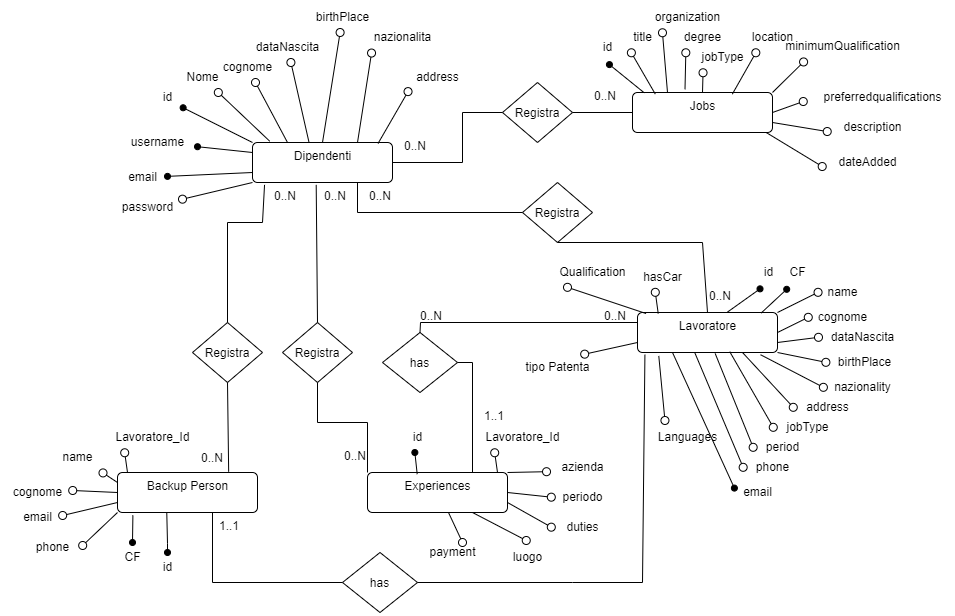 birthPlace
organization
dataNascita
nazionalita
title
degree
location
id
jobType
minimumQualification
cognome
Nome
address
id
0..N
preferredqualifications
Jobs
Registra
username
0..N
description
Dipendenti
dateAdded
email
password
0..N
0..N
0..N
Registra
Qualification
hasCar
id
CF
name
0..N
0..N
0..N
cognome
Lavoratore
dataNascita
Registra
Registra
has
tipo Patenta
birthPlace
nazionality
address
1..1
jobType
Lavoratore_Id
id
Lavoratore_Id
Languages
period
name
0..N
0..N
azienda
phone
cognome
Backup Person
Experiences
email
periodo
email
1..1
duties
phone
CF
id
payment
luogo
has